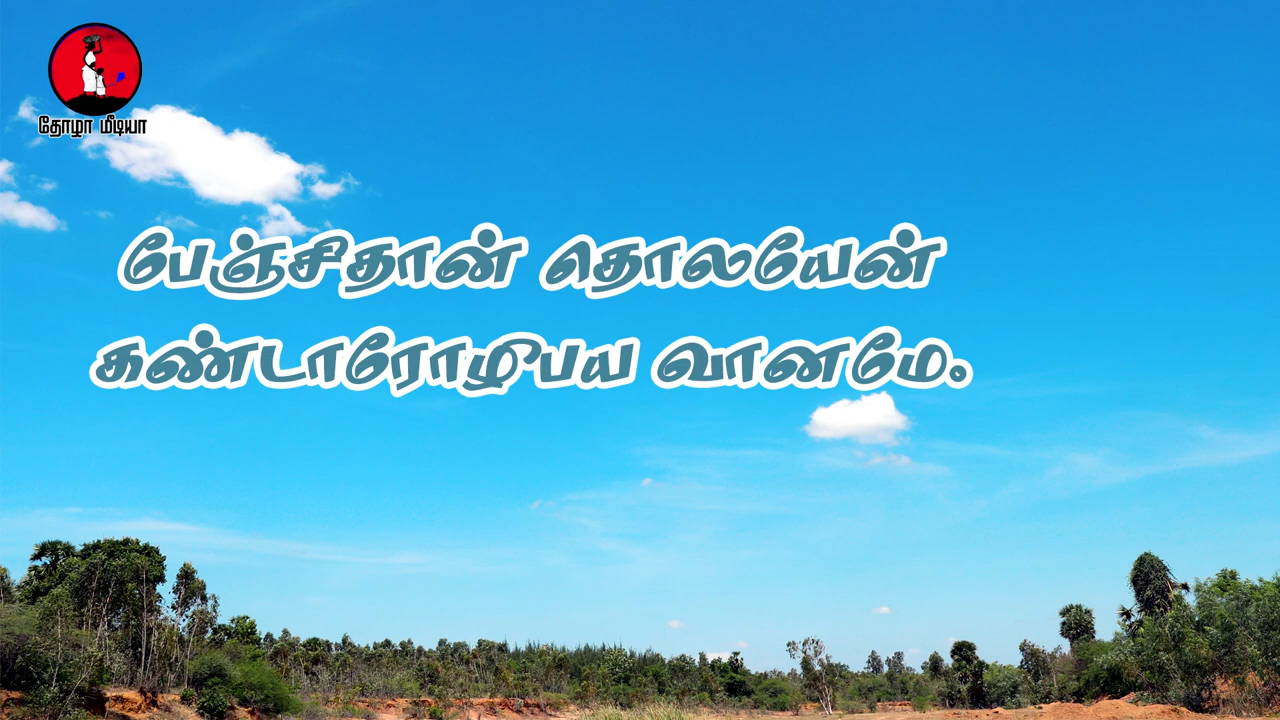 தோழா மீடியா
பேஞ்சிதான் தொலயேன்
கண்டாரோழிபய வானமே.